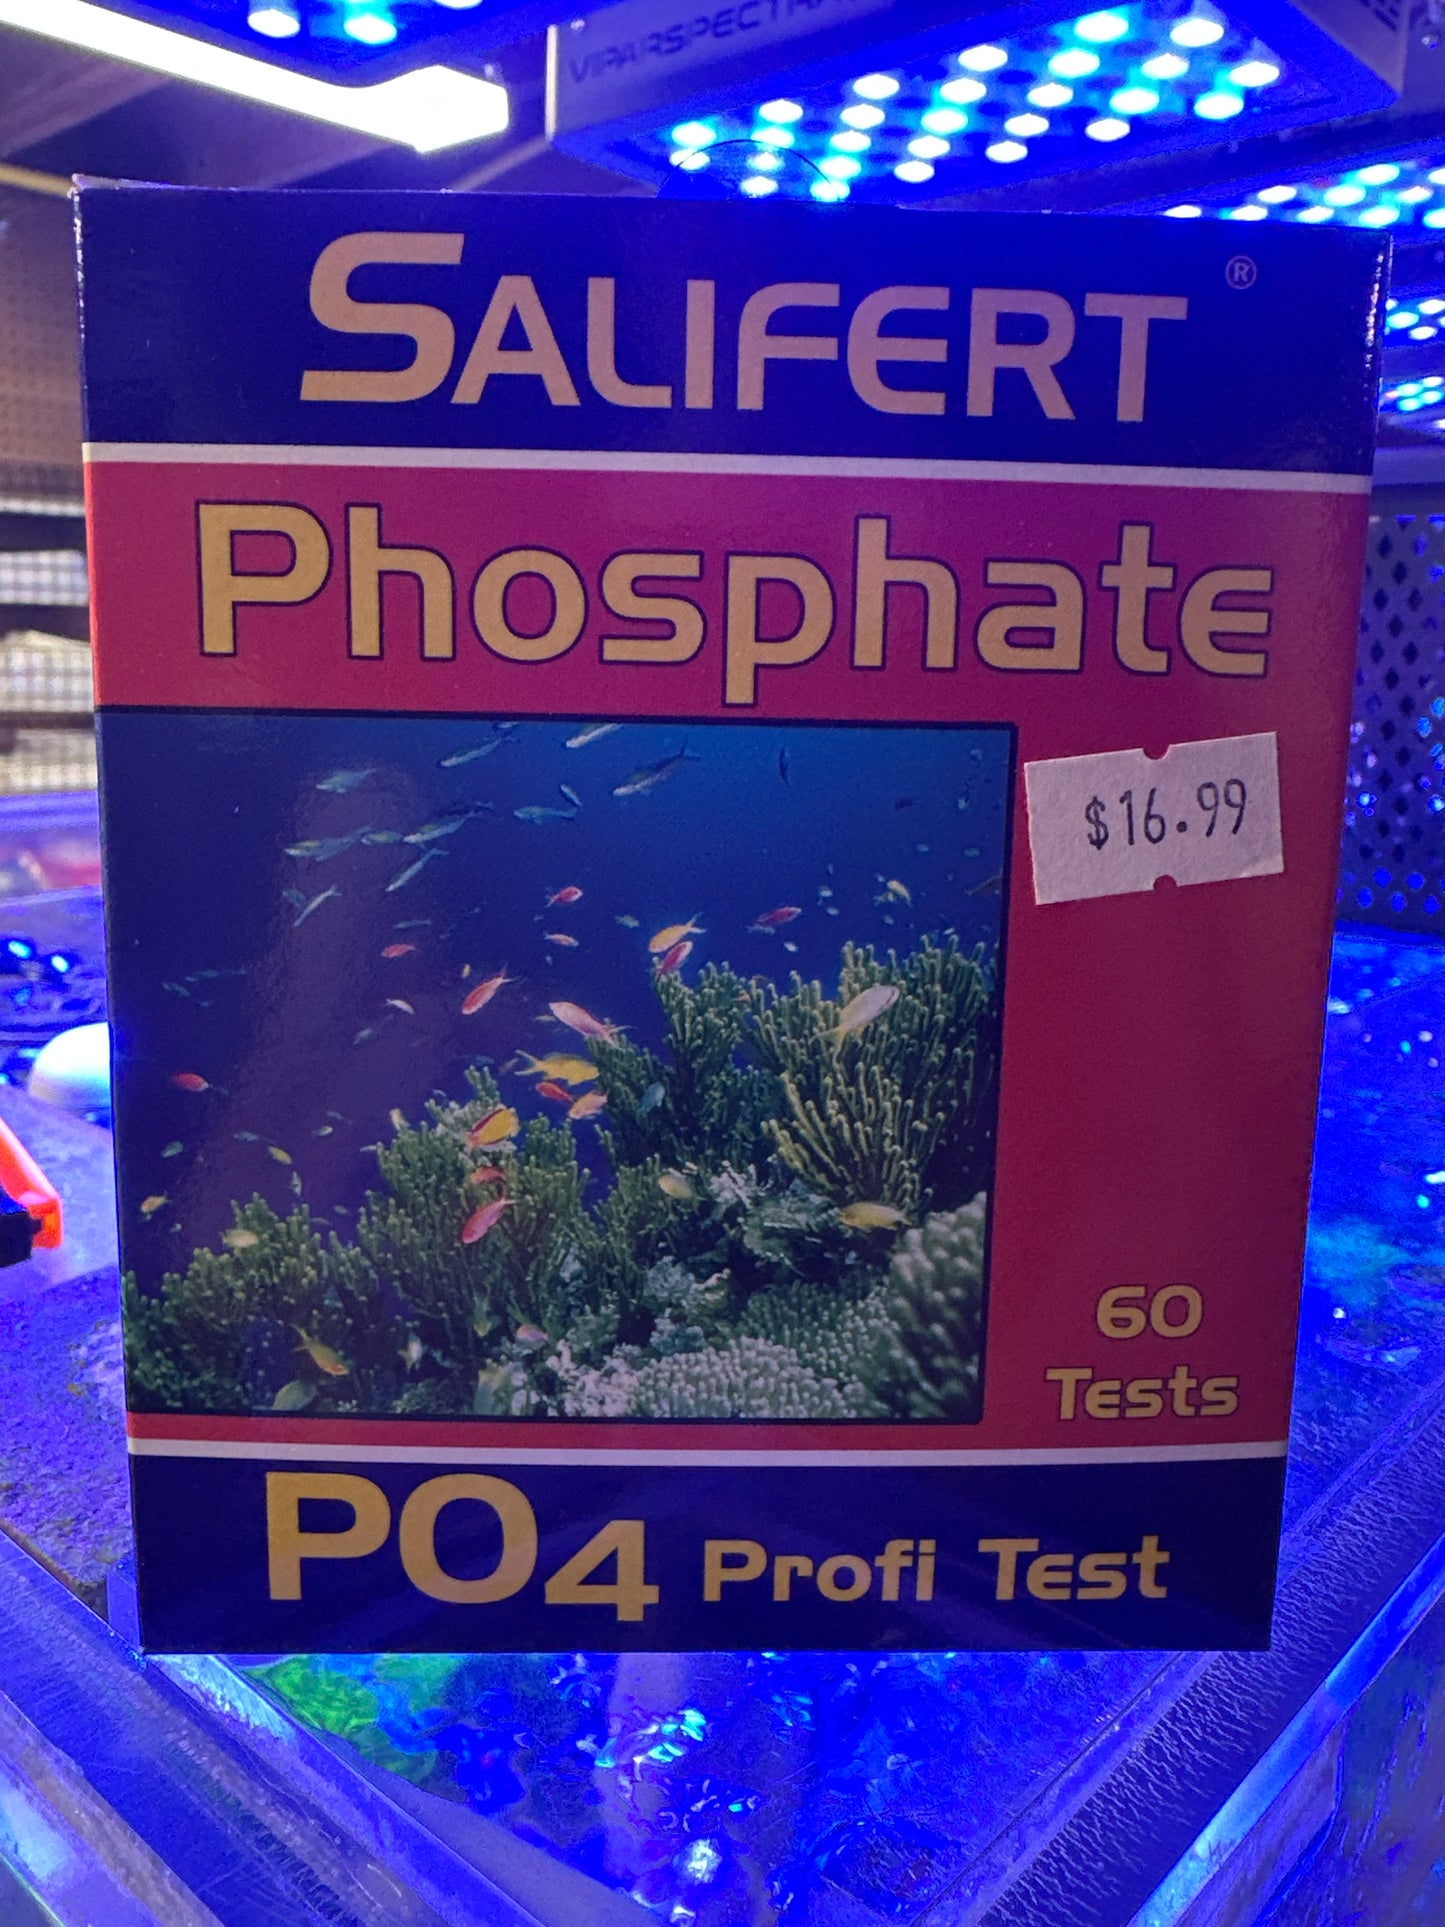 VIPARSPECTRA
SALIFERT ®
Phosphate
$16.99
60
Tests
PO4 Profi Test